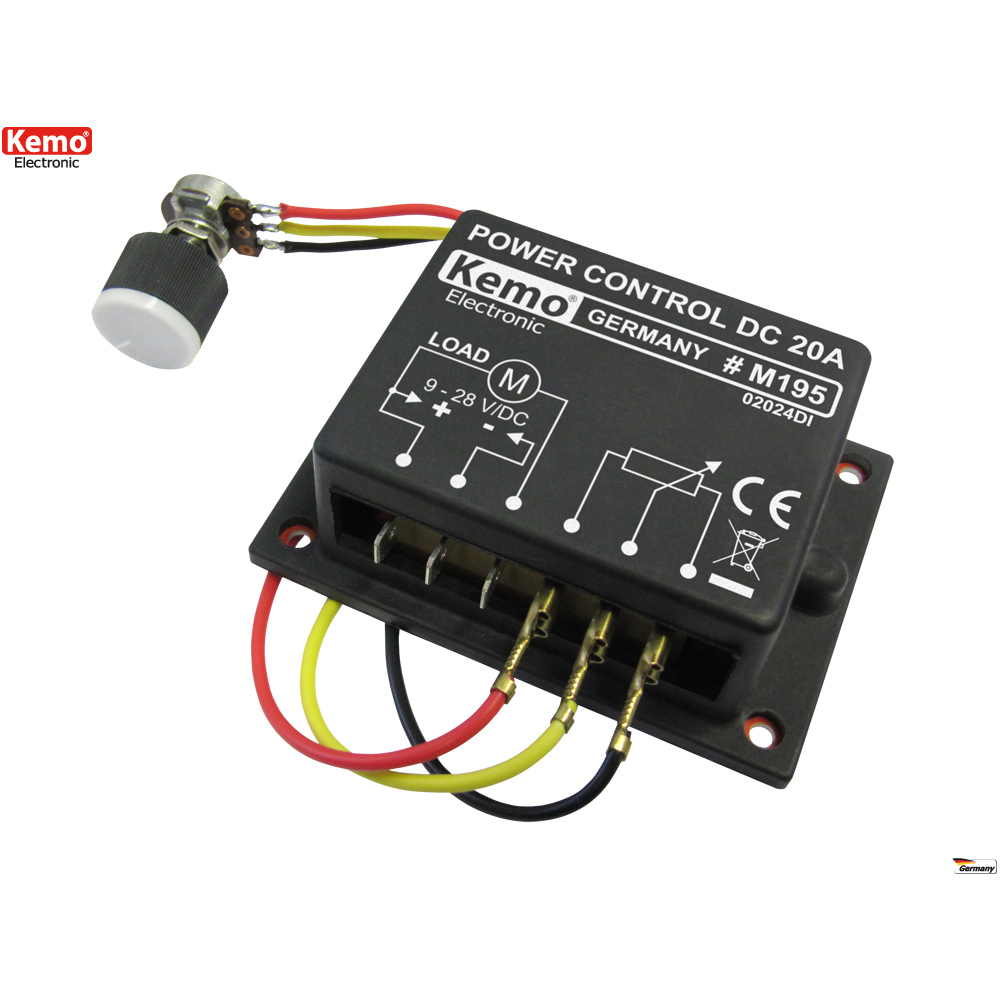 Kemo®
Electronic
POWER CONTROL DC 20A
Kemo®
Electronic
GERMANY # M195
02024DI
LOAD
M
9 - 28 V/DC
+
-
CE
Germany